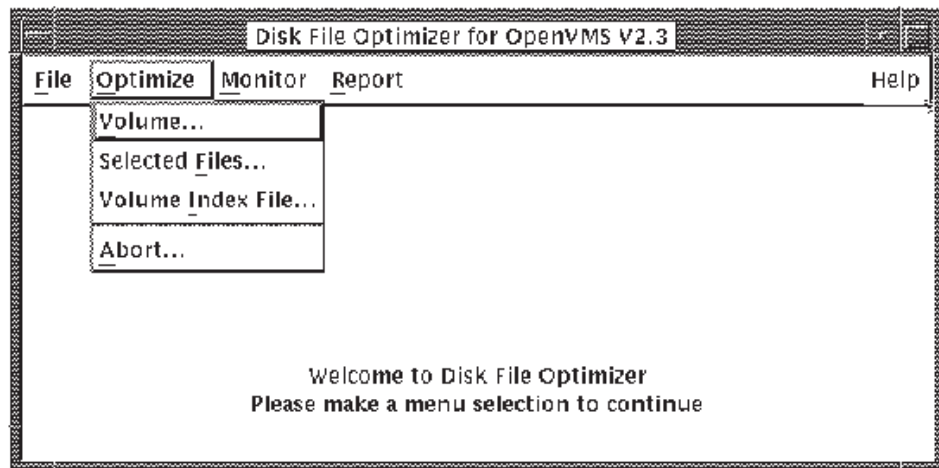 Disk File Optimizer for OpenVMS V2.3
File Optimize Monitor Report Help
Volume...
Selected Files...
Volume Index File...
Abort...
Welcome to Disk File Optimizer
Please make a menu selection to continue